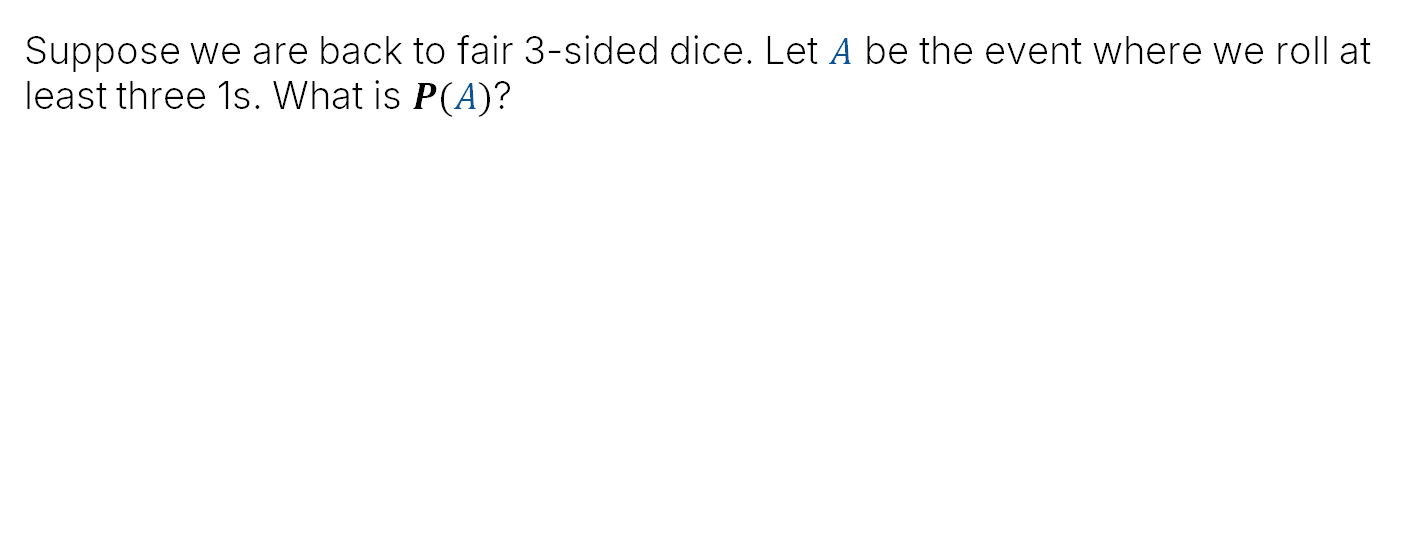 Suppose we are back to fair 3-sided dice. Let A be the event where we roll at
least three 1s. What is P(A)?